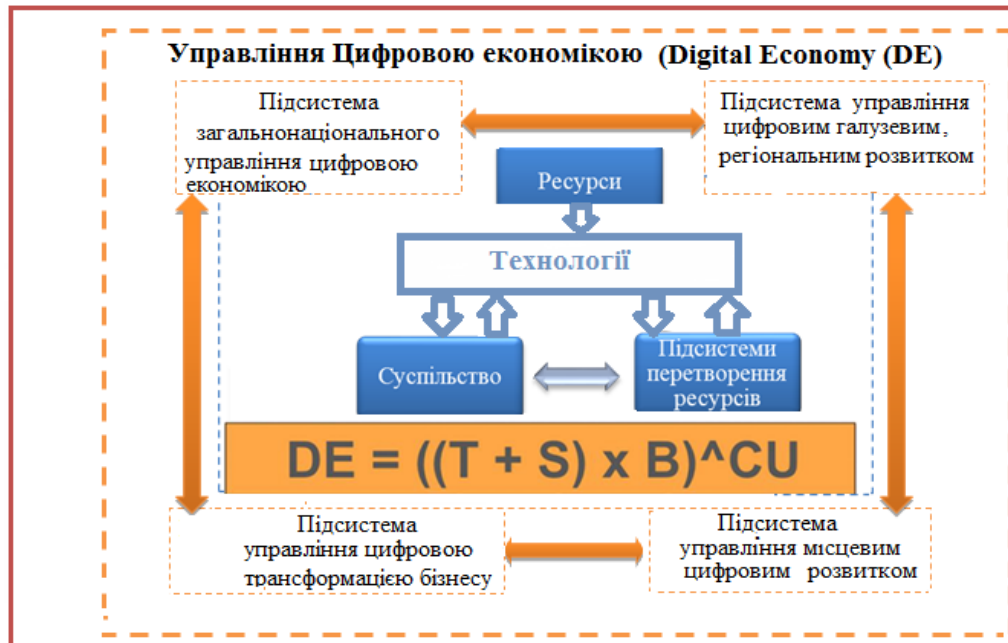 Управління Цифровою економікою (Digital Economy (DE)
Підсистема
загальнонаціонального
управління цифровою
економікою
Підсистема управління
цифровим галузевим,
регіональним розвитком
Ресурси
Технології
Суспільство
Підсистеми
перетворення
ресурсів
DE = ((T + S) x B)^CU
Підсистема
управління цифровою
трансформацією бізнесу
Підсистема
управління місцевим
цифровим розвитком